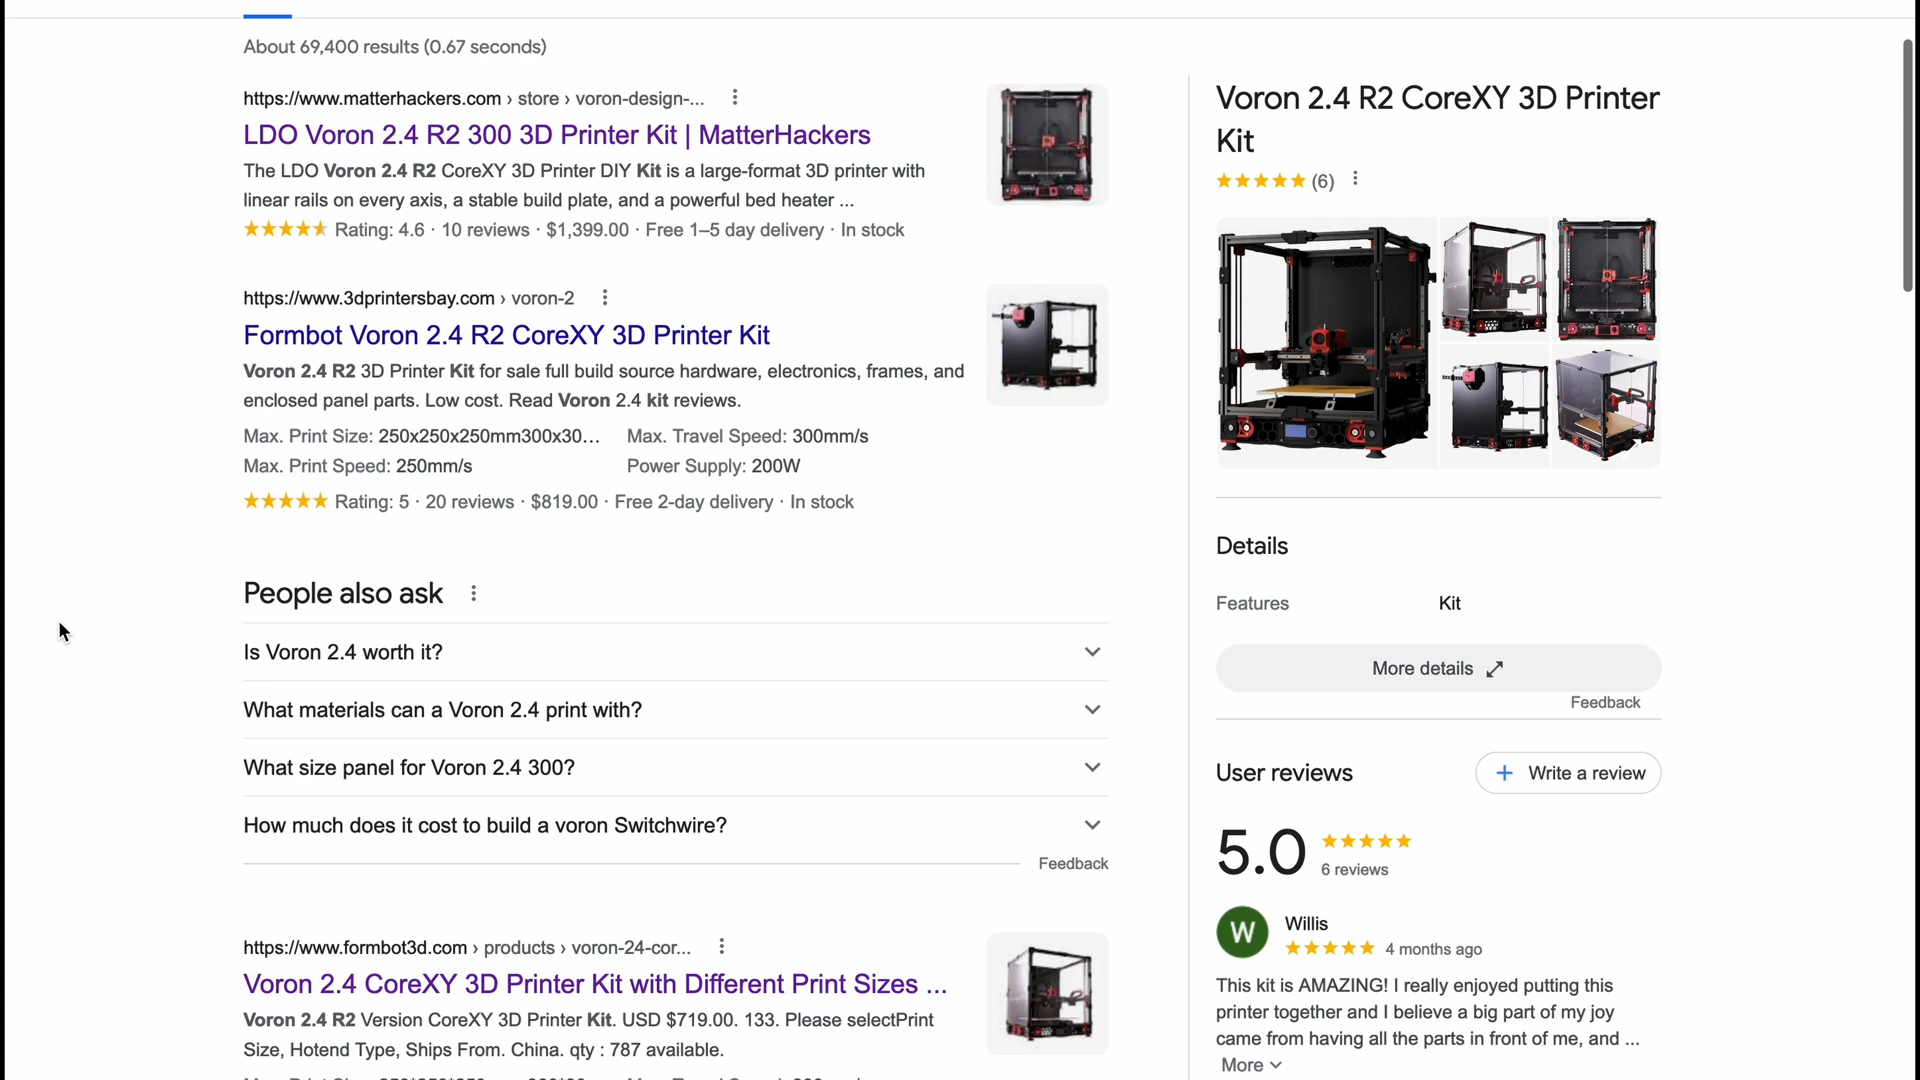 About 69,400 results (0.67 seconds)
https://www.matterhackers.com › store › voron-design-...
LDO Voron 2.4 R2 300 3D Printer Kit | MatterHackers
The LDO Voron 2.4 R2 CoreXY 3D Printer DIY Kit is a large-format 3D printer with
linear rails on every axis, a stable build plate, and a powerful bed heater ...
Rating: 4.6 · 10 reviews · $1,399.00 · Free 1–5 day delivery · In stock
https://www.3dprintersbay.com › voron-2
Formbot Voron 2.4 R2 CoreXY 3D Printer Kit
Voron 2.4 R2 3D Printer Kit for sale full build source hardware, electronics, frames, and
enclosed panel parts. Low cost. Read Voron 2.4 kit reviews.
Max. Print Size: 250x250x250mm300x30... Max. Travel Speed: 300mm/s
Max. Print Speed: 250mm/s Power Supply: 200W
Rating: 5 · 20 reviews · $819.00 · Free 2-day delivery · In stock
People also ask
Is Voron 2.4 worth it?
What materials can a Voron 2.4 print with?
What size panel for Voron 2.4 300?
How much does it cost to build a voron Switchwire?
Feedback
https://www.formbot3d.com › products › voron-24-cor...
Voron 2.4 CoreXY 3D Printer Kit with Different Print Sizes ...
Voron 2.4 R2 Version CoreXY 3D Printer Kit. USD $719.00. 133. Please selectPrint
Size, Hotend Type, Ships From. China. qty : 787 available.
Voron 2.4 R2 CoreXY 3D Printer
Kit
(6)
Details
Features Kit
More details
Feedback
User reviews
+ Write a review
5.0
6 reviews
W
Willis
4 months ago
This kit is AMAZING! I really enjoyed putting this
printer together and I believe a big part of my joy
came from having all the parts in front of me, and ...
More